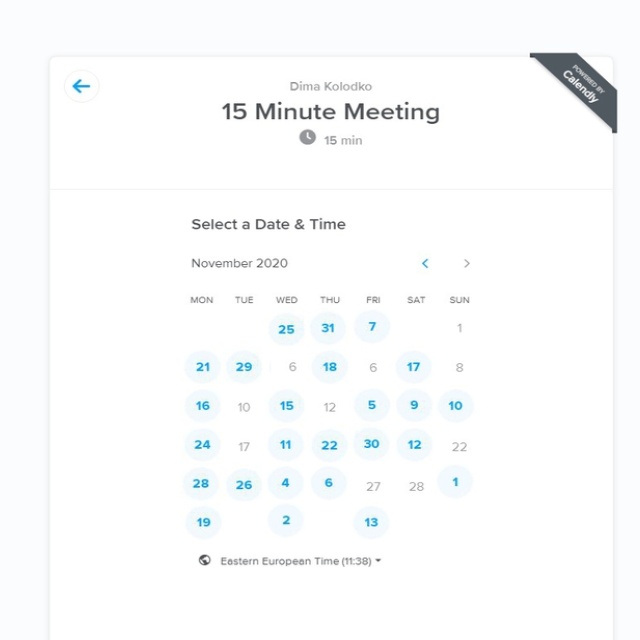 POWERED BY
Calendly
Dima Kolodko
15 Minute Meeting
15 min
Select a Date & Time
November 2020
MON TUE WED THU FRI SAT SUN
25 31 7 1
21 29 6 18 6 17 8
16 10 15 12 5 9 10
24 17 11 22 30 12 22
28 26 4 6 27 28 1
19 2 13
Eastern European Time (11:38)